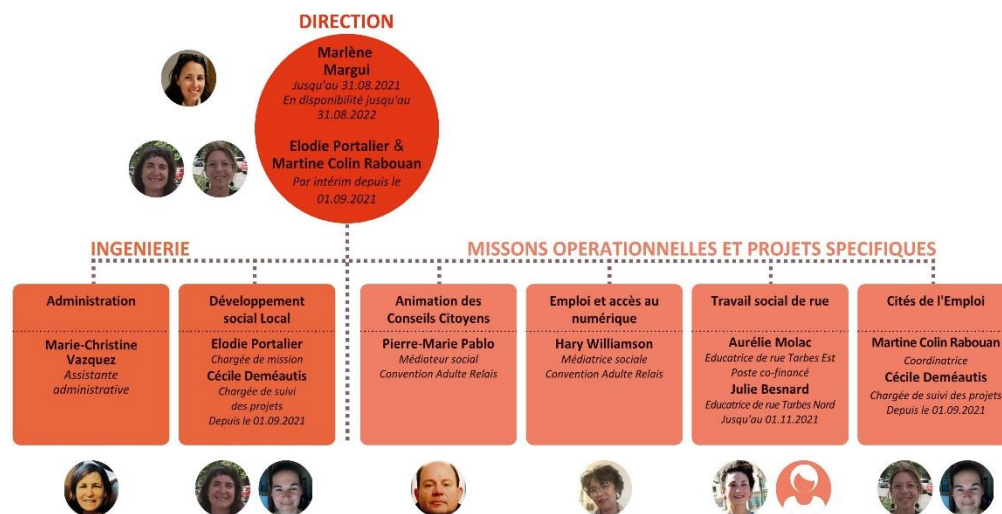 DIRECTION
Marlène
Margui
Jusqu'au 31.08.2021
En disponibilité jusqu'au
31.08.2022
Elodie Portalier &
Martine Colin Rabouan
Par intérim depuis le
01.09.2021
INGENIERIE
MISSONS OPERATIONNELLES ET PROJETS SPECIFIQUES
Administration
Marie-Christine
Vazquez
Assistante
administrative
Développement
social Local
Elodie Portalier
Chargée de mission
Cécile Deméautis
Chargée de suivi
des projets
Depuis le 01.09.2021
Animation des
Conseils Citoyens
Pierre-Marie Pablo
Médiateur social
Convention Adulte Relais
Emploi et accès au
numérique
Hary Williamson
Médiatrice sociale
Convention Adulte Relais
Travail social de rue
Aurélie Molac
Educatrice de rue Tarbes Est
Poste co-financé
Julie Besnard
Educatrice de rue Tarbes Nord
Jusqu'au 01.11.2021
Cités de l'Emploi
Martine Colin Rabouan
Coordinatrice
Cécile Deméautis
Chargée de suivi des projets
Depuis le 01.09.2021